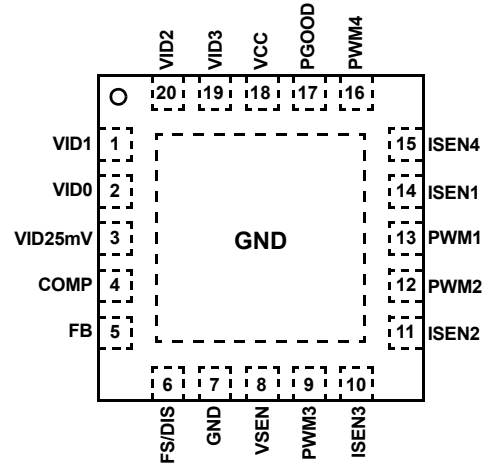 VID2 VID3 VCC PGOOD PWM4
20 19 18 17 16
VID1 1 15 ISEN4
VID0 2 14 ISEN1
VID25mV 3 GND 13 PWM1
COMP 4 12 PWM2
FB 5 11 ISEN2
6 7 8 9 10
FS/DIS GND VSEN PWM3 ISEN3